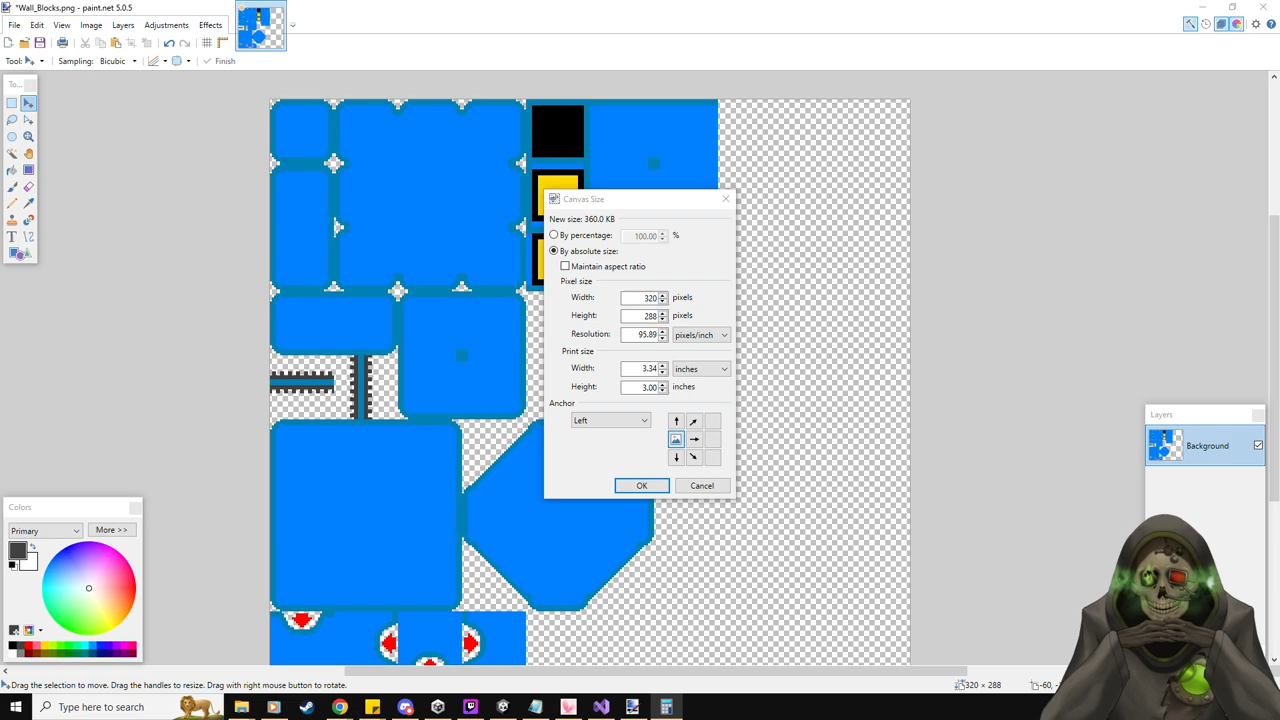 *Wall_Blocks.png - paint.net 5.0.5
File Edit View Image Layers Adjustments Effects
Tool: Sampling: Bicubic Finish
To...
Canvas Size
New size: 360.0 KB
By percentage: 100.00 %
By absolute size:
Maintain aspect ratio
Pixel size
Width: 320 pixels
Height: 288 pixels
Resolution: 95.89 pixels/inch
Print size
Width: 3.34 inches
Height: 3.00 inches
Anchor
Left
OK Cancel
Layers
Background
Colors
Primary More >>
Drag the selection to move. Drag the handles to resize. Drag with right mouse button to rotate.
320 × 288
-60, -
Type here to search